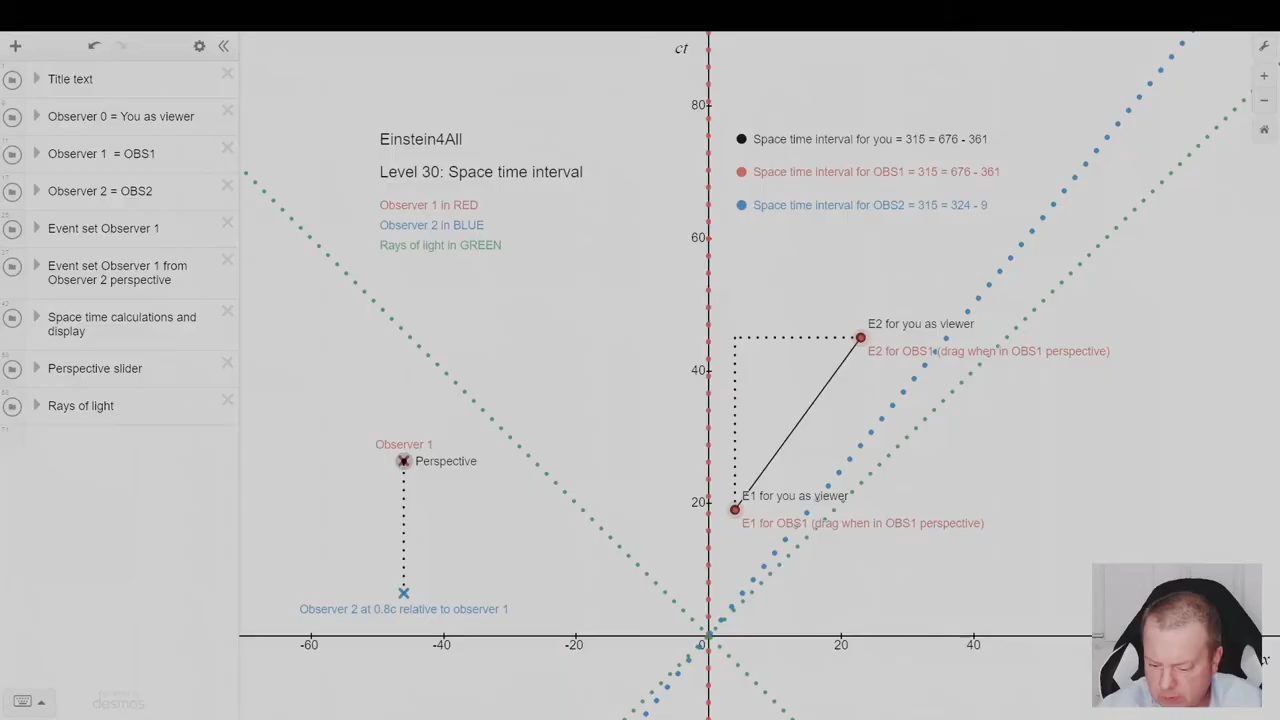 Title text
Observer 0 = You as viewer
Observer 1 = OBS1
Observer 2 = OBS2
Event set Observer 1
Event set Observer 1 from
Observer 2 perspective
Space time calculations and
display
Perspective slider
Rays of light
desmos
ct
80
60
40
20
0
-60
-40
-20
20
40
x
Einstein4All
Level 30: Space time interval
Observer 1 in RED
Observer 2 in BLUE
Rays of light in GREEN
Space time interval for you = 315 = 676 - 361
Space time interval for OBS1 = 315 = 676 - 361
Space time interval for OBS2 = 315 = 324 - 9
E2 for you as viewer
E2 for OBS1 (drag when in OBS1 perspective)
Observer 1
Perspective
E1 for you as viewer
E1 for OBS1 (drag when in OBS1 perspective)
Observer 2 at 0.8c relative to observer 1